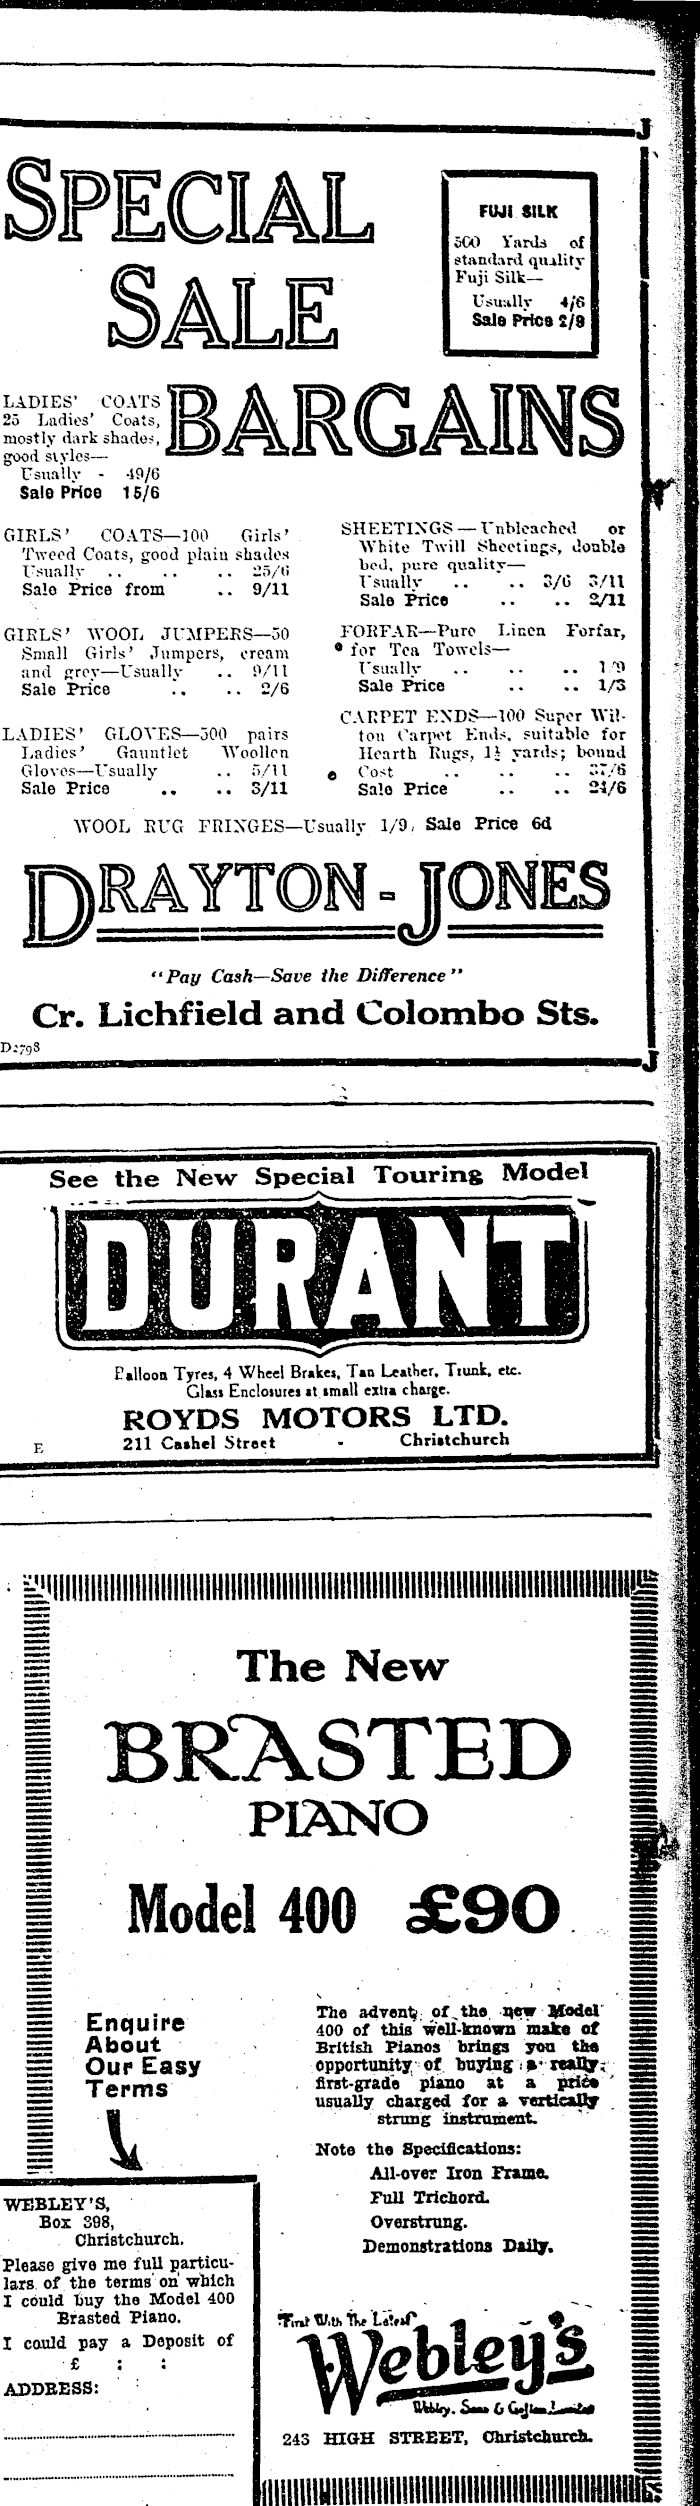 SPECIAL
SALE
BARGAINS
FUJI SILK
500 Yards of
standard quality
Fuji Silk—
Usually 4/6
Sale Price 2/9
LADIES' COATS
25 Ladies' Coats,
mostly dark shades,
good styles—
Usually - 49/6
Sale Price 15/6
GIRLS' COATS—100 Girls'
Tweed Coats, good plain shades
Usually .. .. .. 25/6
Sale Price from .. 9/11
GIRLS' WOOL JUMPERS—50
Small Girls' Jumpers, cream
and grey—Usually .. 9/11
Sale Price .. .. 2/6
LADIES' GLOVES—500 pairs
Ladies' Gauntlet Woollen
Gloves—Usually .. 5/11
Sale Price .. .. 3/11
SHEETINGS — Unbleached or
White Twill Sheetings, double
bed, pure quality—
Usually .. .. 3/6 3/11
Sale Price .. .. 2/11
FORFAR—Pure Linen Forfar,
for Tea Towels—
Usually .. .. .. 1/9
Sale Price .. .. 1/3
CARPET ENDS—100 Super Wil-
ton Carpet Ends, suitable for
Hearth Rugs, 1½ yards; bound
Cost .. .. .. 37/6
Sale Price .. .. 24/6
WOOL RUG FRINGES—Usually 1/9, Sale Price 6d
DRAYTON-JONES
"Pay Cash—Save the Difference"
Cr. Lichfield and Colombo Sts.
D2798
See the New Special Touring Model
DURANT
Balloon Tyres, 4 Wheel Brakes, Tan Leather, Trunk, etc.
Glass Enclosures at small extra charge.
ROYDS MOTORS LTD.
211 Cashel Street - Christchurch
E
The New
BRASTED
PIANO
Model 400 £90
Enquire
About
Our Easy
Terms
The advent of the new Model
400 of this well-known make of
British Pianos brings you the
opportunity of buying a really
first-grade piano at a price
usually charged for a vertically
strung instrument.
Note the Specifications:
All-over Iron Frame.
Full Trichord.
Overstrung.
Demonstrations Daily.
WEBLEY'S,
Box 398,
Christchurch.
Please give me full particu-
lars of the terms on which
I could buy the Model 400
Brasted Piano.
I could pay a Deposit of
£ : :
ADDRESS:
"First With The Latest"
Webley's
Webley, Sons & Gofton Limited
243 HIGH STREET, Christchurch.